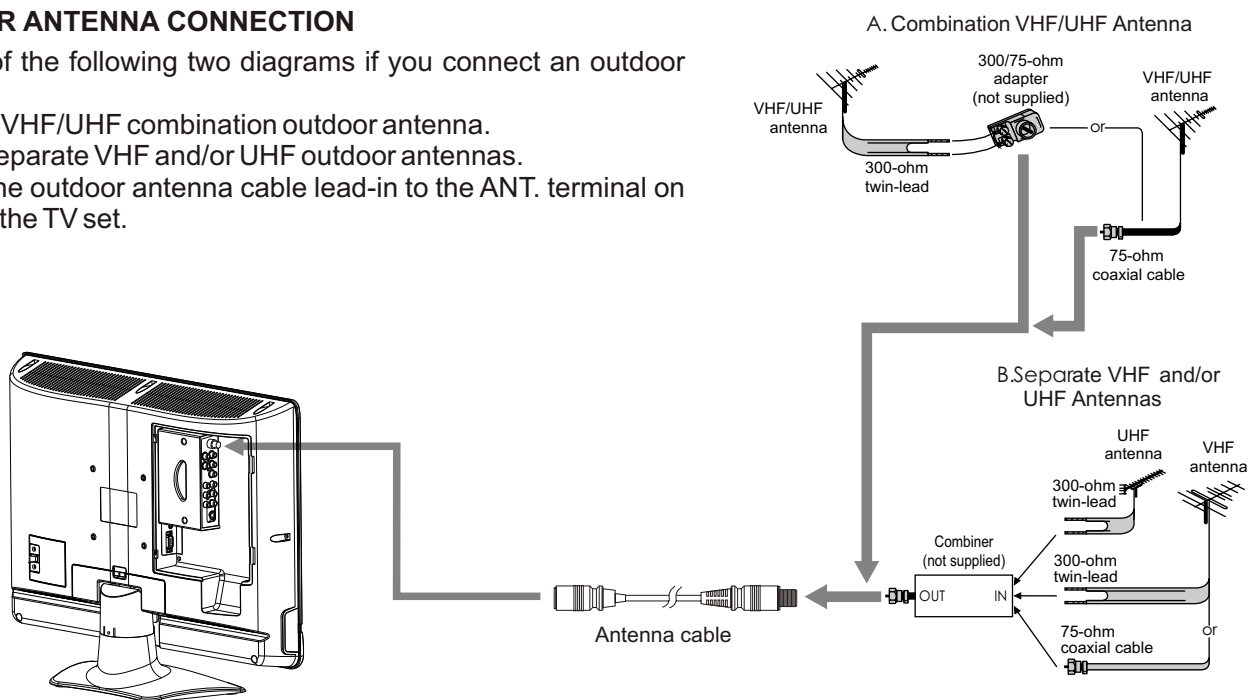 R ANTENNA CONNECTION
of the following two diagrams if you connect an outdoor
VHF/UHF combination outdoor antenna.
eparate VHF and/or UHF outdoor antennas.
ne outdoor antenna cable lead-in to the ANT. terminal on
the TV set.
A. Combination VHF/UHF Antenna
300/75-ohm
adapter
(not supplied)
VHF/UHF
antenna
VHF/UHF
antenna
or
300-ohm
twin-lead
75-ohm
coaxial cable
B.Separate VHF and/or
UHF Antennas
UHF
antenna
VHF
antenna
300-ohm
twin-lead
Combiner
(not supplied)
300-ohm
twin-lead
OUT IN
75-ohm
coaxial cable
or
Antenna cable